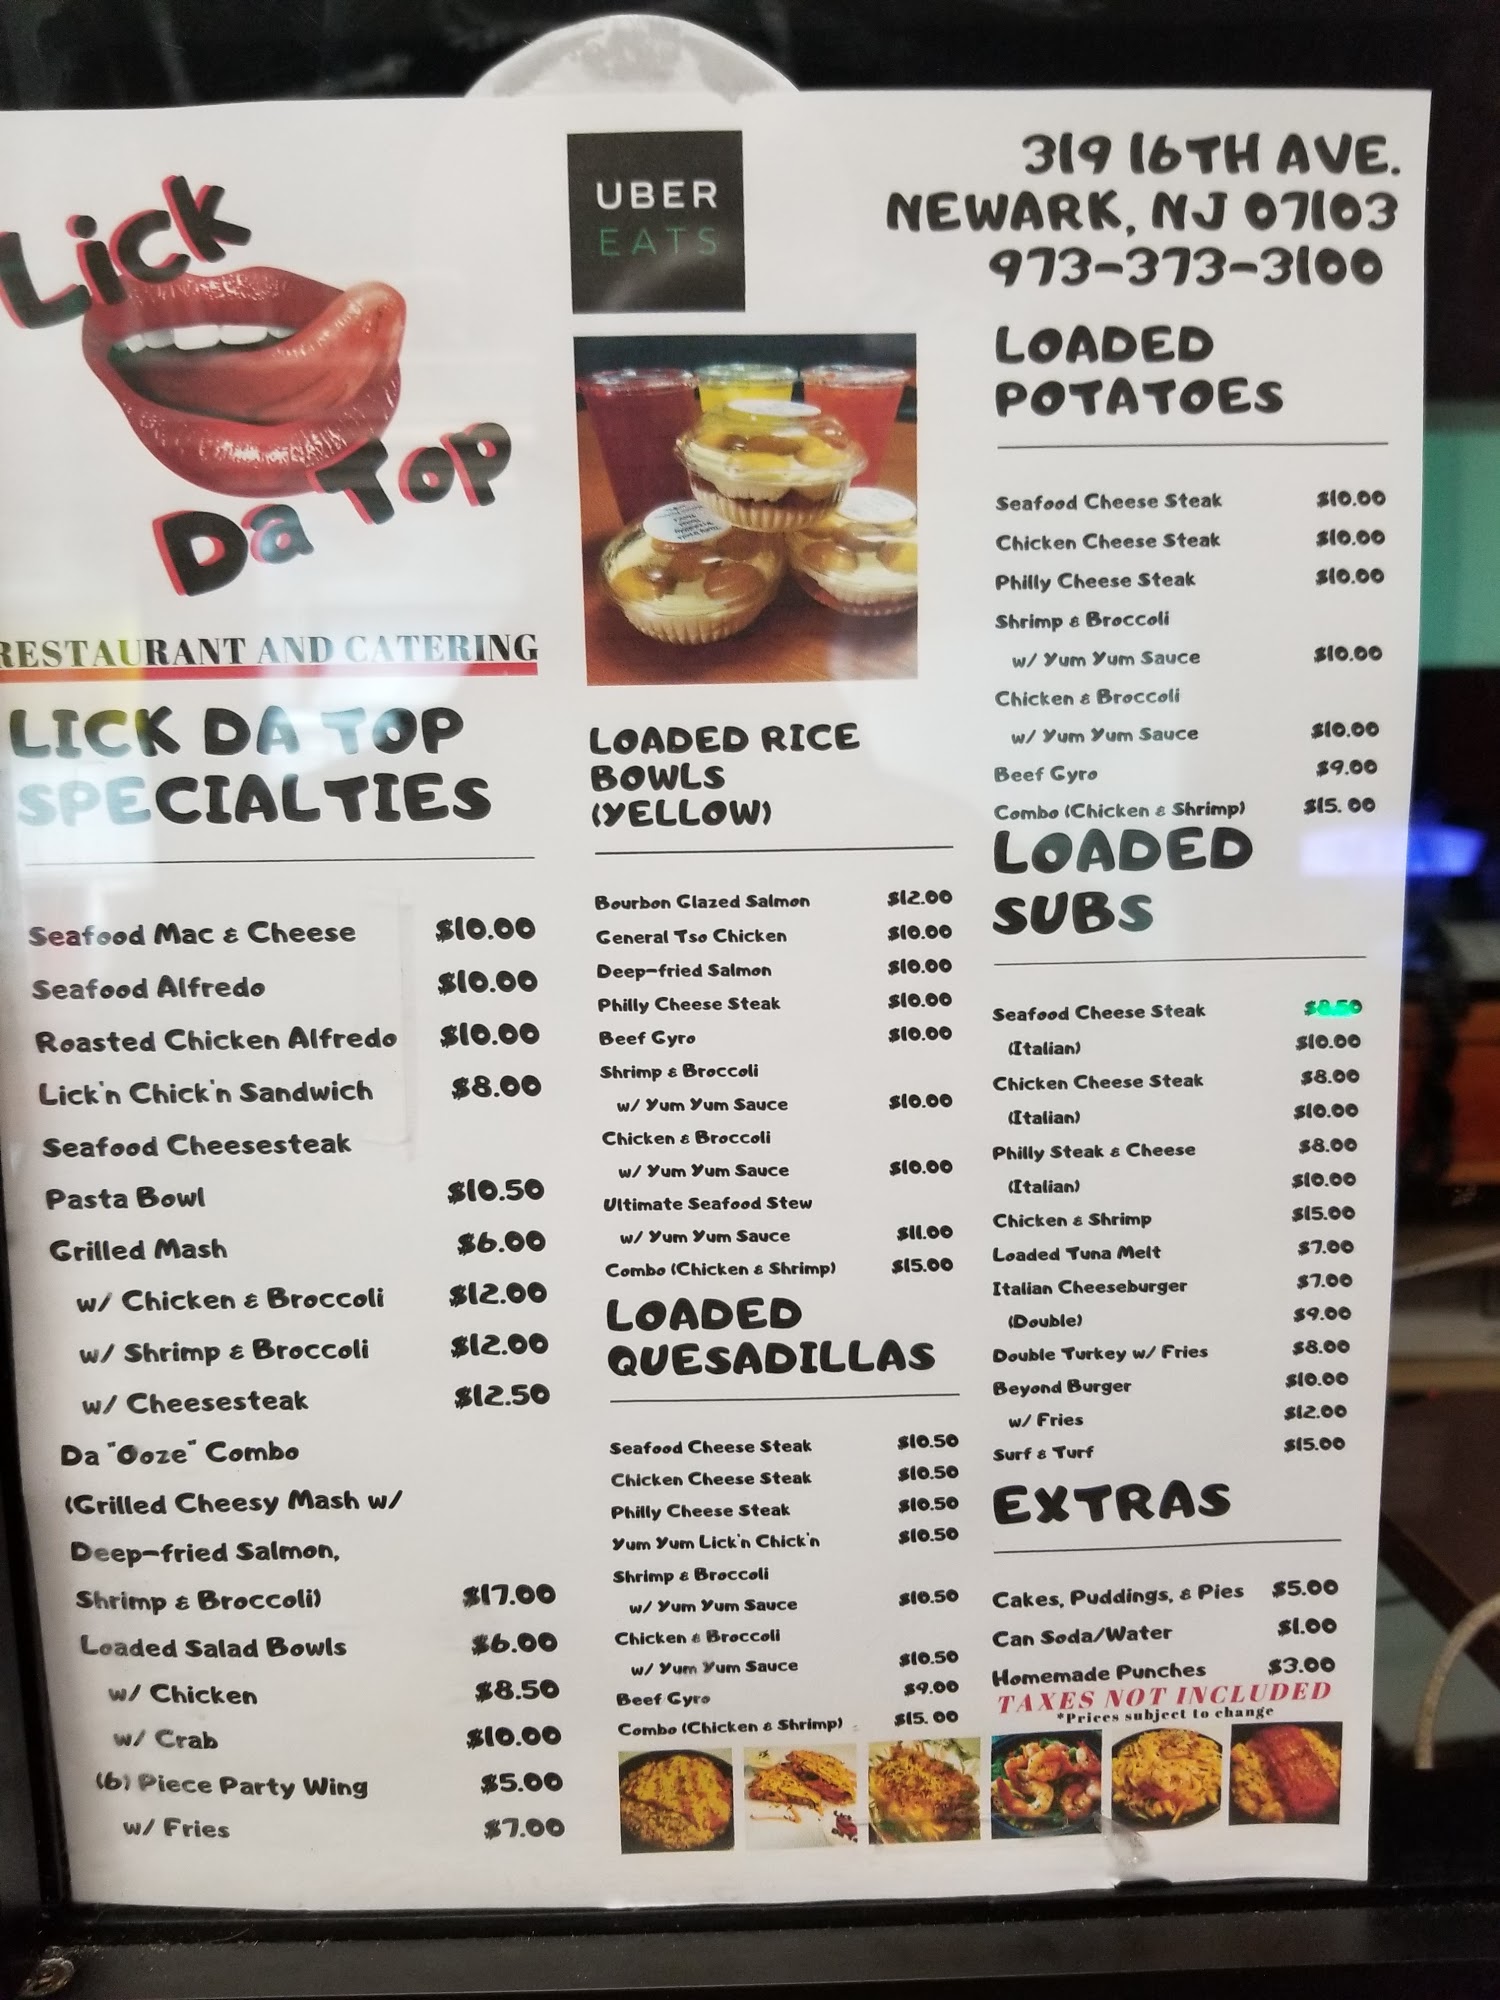 Lick
Da Top
RESTAURANT AND CATERING
LICK DA TOP
SPECIALTIES
Seafood Mac & Cheese $10.00
Seafood Alfredo $10.00
Roasted Chicken Alfredo $10.00
Lick'n Chick'n Sandwich $8.00
Seafood Cheesesteak
Pasta Bowl $10.50
Grilled Mash $6.00
w/ Chicken & Broccoli $12.00
w/ Shrimp & Broccoli $12.00
w/ Cheesesteak $12.50
Da "Ooze" Combo
(Grilled Cheesy Mash w/
Deep-fried Salmon,
Shrimp & Broccoli) $17.00
Loaded Salad Bowls $6.00
w/ Chicken $8.50
w/ Crab $10.00
(6) Piece Party Wing $5.00
w/ Fries $7.00
UBER
EATS
LOADED RICE
BOWLS
(YELLOW)
Bourbon Glazed Salmon $12.00
General Tso Chicken $10.00
Deep-fried Salmon $10.00
Philly Cheese Steak $10.00
Beef Gyro $10.00
Shrimp & Broccoli
w/ Yum Yum Sauce $10.00
Chicken & Broccoli
w/ Yum Yum Sauce $10.00
Ultimate Seafood Stew
w/ Yum Yum Sauce $11.00
Combo (Chicken & Shrimp) $15.00
LOADED
QUESADILLAS
Seafood Cheese Steak $10.50
Chicken Cheese Steak $10.50
Philly Cheese Steak $10.50
Yum Yum Lick'n Chick'n $10.50
Shrimp & Broccoli
w/ Yum Yum Sauce $10.50
Chicken & Broccoli
w/ Yum Yum Sauce $10.50
Beef Gyro $9.00
Combo (Chicken & Shrimp) $15. 00
319 16TH AVE.
NEWARK, NJ 07103
973-373-3100
LOADED
POTATOES
Seafood Cheese Steak $10.00
Chicken Cheese Steak $10.00
Philly Cheese Steak $10.00
Shrimp & Broccoli
w/ Yum Yum Sauce $10.00
Chicken & Broccoli
w/ Yum Yum Sauce $10.00
Beef Gyro $9.00
Combo (Chicken & Shrimp) $15. 00
LOADED
SUBS
Seafood Cheese Steak $8.50
(Italian) $10.00
Chicken Cheese Steak $8.00
(Italian) $10.00
Philly Steak & Cheese $8.00
(Italian) $10.00
Chicken & Shrimp $15.00
Loaded Tuna Melt $7.00
Italian Cheeseburger $7.00
(Double) $9.00
Double Turkey w/ Fries $8.00
Beyond Burger $10.00
w/ Fries $12.00
Surf & Turf $15.00
EXTRAS
Cakes, Puddings, & Pies $5.00
Can Soda/Water $1.00
Homemade Punches $3.00
TAXES NOT INCLUDED
*Prices subject to change